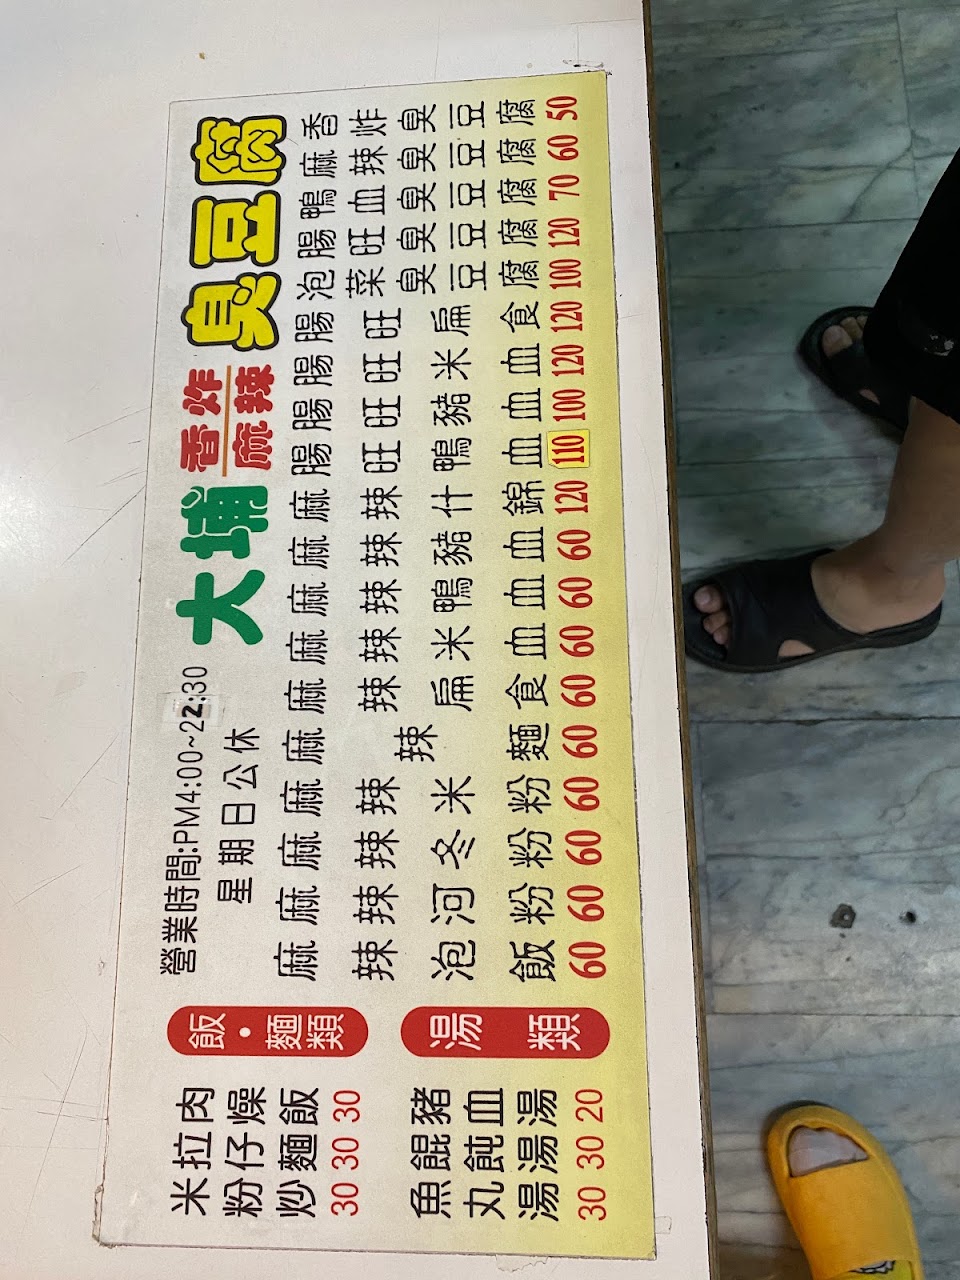 大埔
香炸
麻辣
臭豆腐
營業時間:PM4:00~22:30
星期日公休
香炸臭豆腐 50
麻辣臭豆腐 60
鴨血臭豆腐 70
腸旺臭豆腐 120
泡菜臭豆腐 100
腸旺扁食 120
腸旺米血 120
腸旺豬血 100
腸旺鴨血 110
麻辣什錦 120
麻辣豬血 60
麻辣鴨血 60
麻辣米血 60
麻辣扁食 60
麻辣麵 60
麻辣米粉 60
麻辣冬粉 60
麻辣河粉 60
麻辣泡飯 60
飯・麵類
肉燥飯 30
拉仔麵 30
米粉炒 30
湯類
豬血湯 20
餛飩湯 30
魚丸湯 30